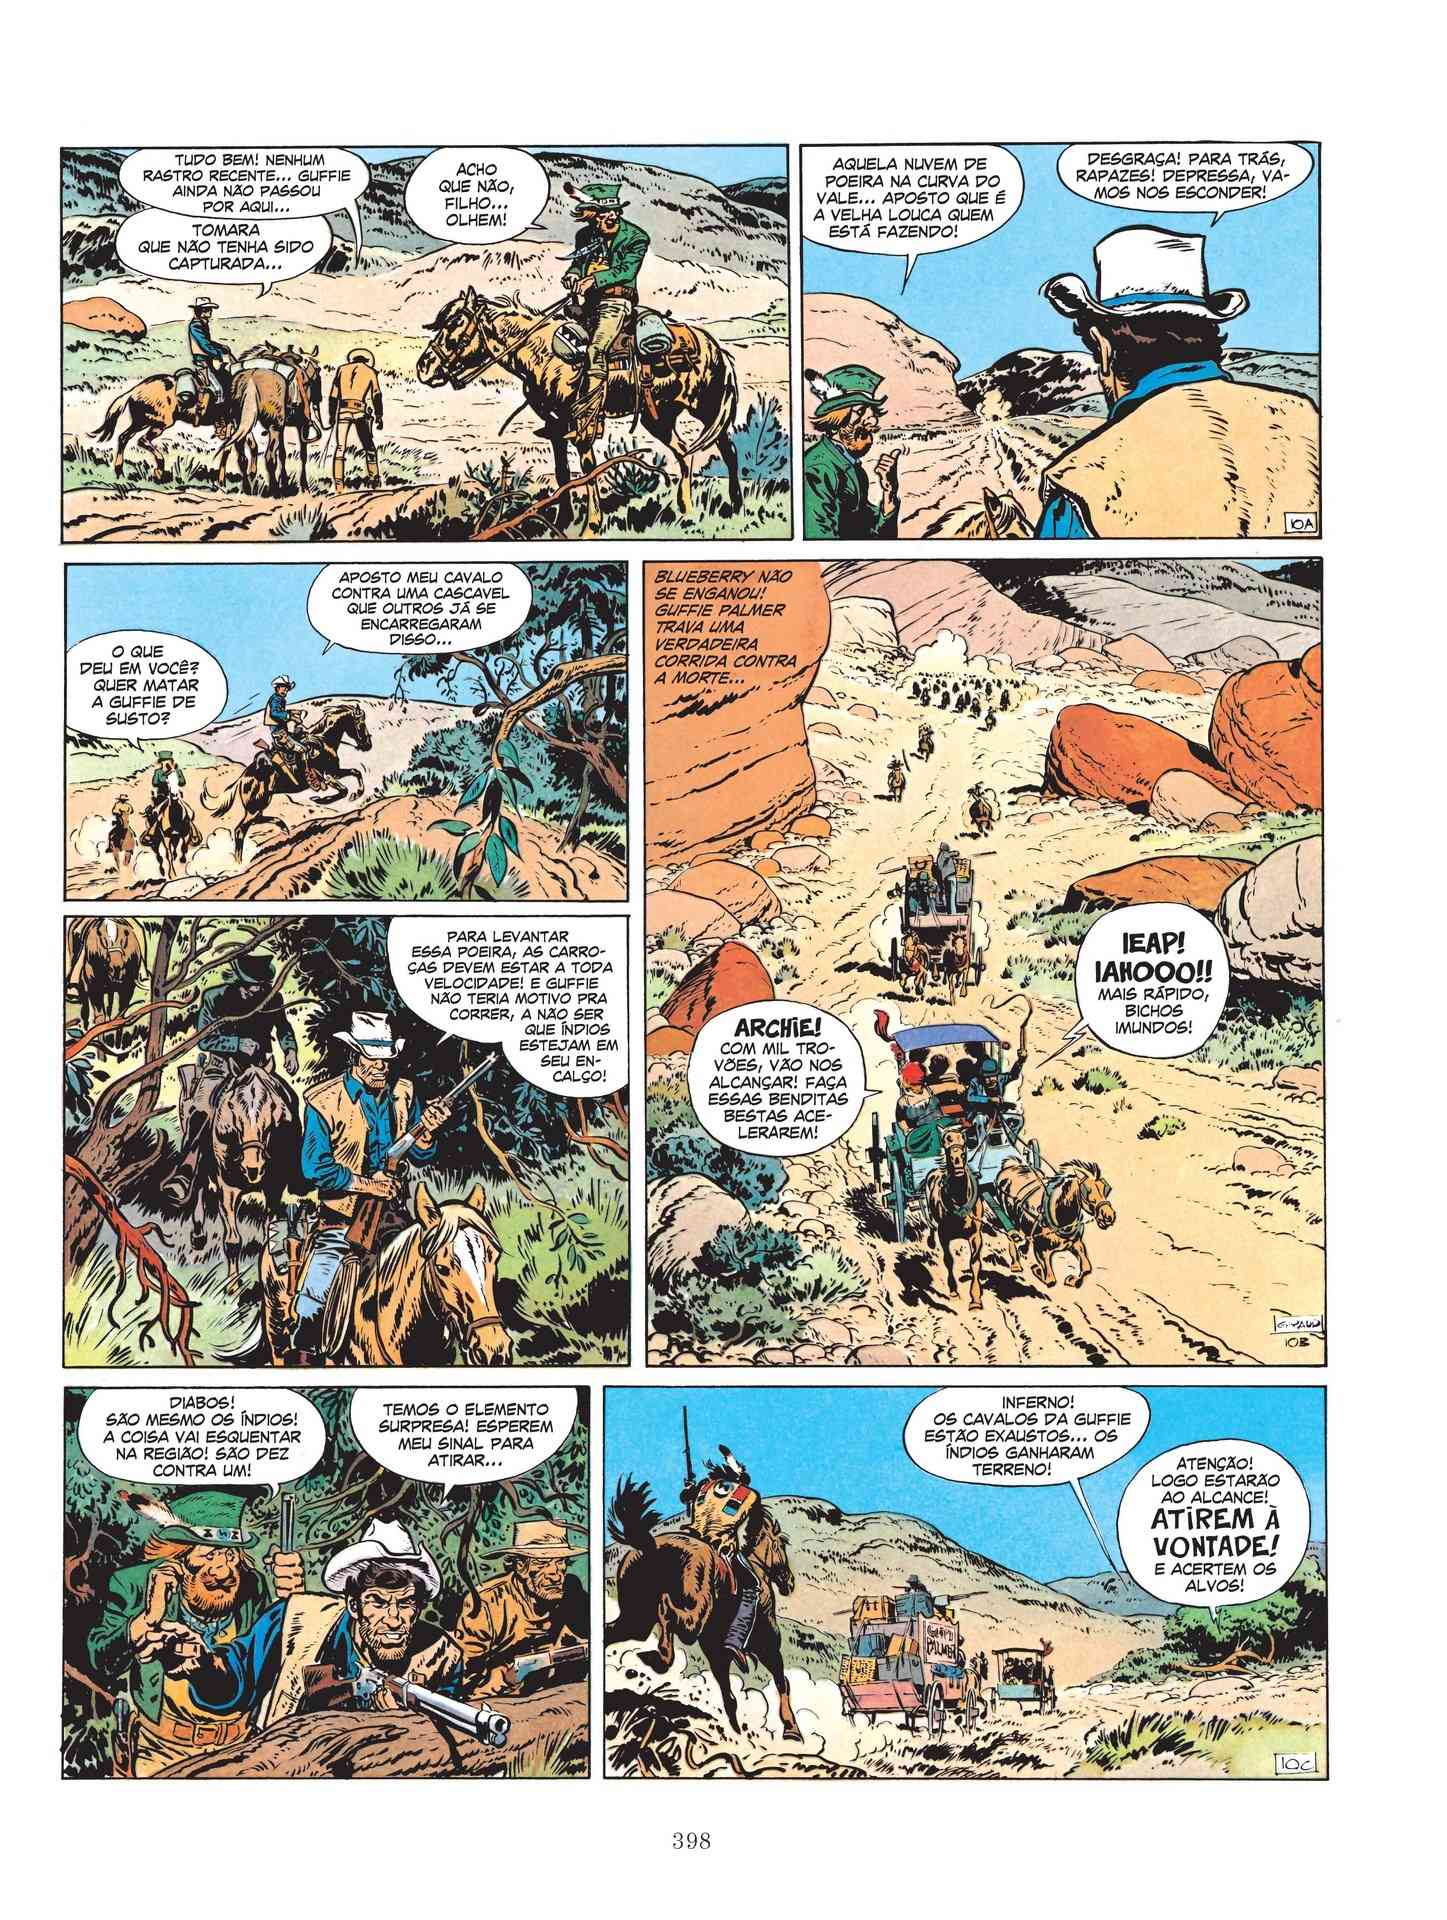 TUDO BEM! NENHUM
RASTRO RECENTE... GUFFIE
AINDA NÃO PASSOU
POR AQUI...
TOMARA
QUE NÃO TENHA SIDO
CAPTURADA...
ACHO
QUE NÃO,
FILHO...
OLHEM!
AQUELA NUVEM DE
POEIRA NA CURVA DO
VALE... APOSTO QUE É
A VELHA LOUCA QUEM
ESTÁ FAZENDO!
DESGRAÇA! PARA TRÁS,
RAPAZES! DEPRESSA, VA-
MOS NOS ESCONDER!
10A
O QUE
DEU EM VOCÊ?
QUER MATAR
A GUFFIE DE
SUSTO?
APOSTO MEU CAVALO
CONTRA UMA CASCAVEL
QUE OUTROS JÁ SE
ENCARREGARAM
DISSO...
PARA LEVANTAR
ESSA POEIRA, AS CARRO-
ÇAS DEVEM ESTAR A TODA
VELOCIDADE! E GUFFIE
NÃO TERIA MOTIVO PRA
CORRER, A NÃO SER
QUE ÍNDIOS
ESTEJAM EM
SEU EN-
CALÇO!
BLUEBERRY NÃO
SE ENGANOU!
GUFFIE PALMER
TRAVA UMA
VERDADEIRA
CORRIDA CONTRA
A MORTE...
IEAP!
IAHOOO!!
MAIS RÁPIDO,
BICHOS
IMUNDOS!
ARCHIE!
COM MIL TRO-
VÕES, VÃO NOS
ALCANÇAR! FAÇA
ESSAS BENDITAS
BESTAS ACE-
LERAREM!
GIRAUD
10B
DIABOS!
SÃO MESMO OS ÍNDIOS!
A COISA VAI ESQUENTAR
NA REGIÃO! SÃO DEZ
CONTRA UM!
TEMOS O ELEMENTO
SURPRESA! ESPEREM
MEU SINAL PARA
ATIRAR...
INFERNO!
OS CAVALOS DA GUFFIE
ESTÃO EXAUSTOS... OS
ÍNDIOS GANHARAM
TERRENO!
ATENÇÃO!
LOGO ESTARÃO
AO ALCANCE!
ATIREM À
VONTADE!
E ACERTEM OS
ALVOS!
PALMER
10C
398